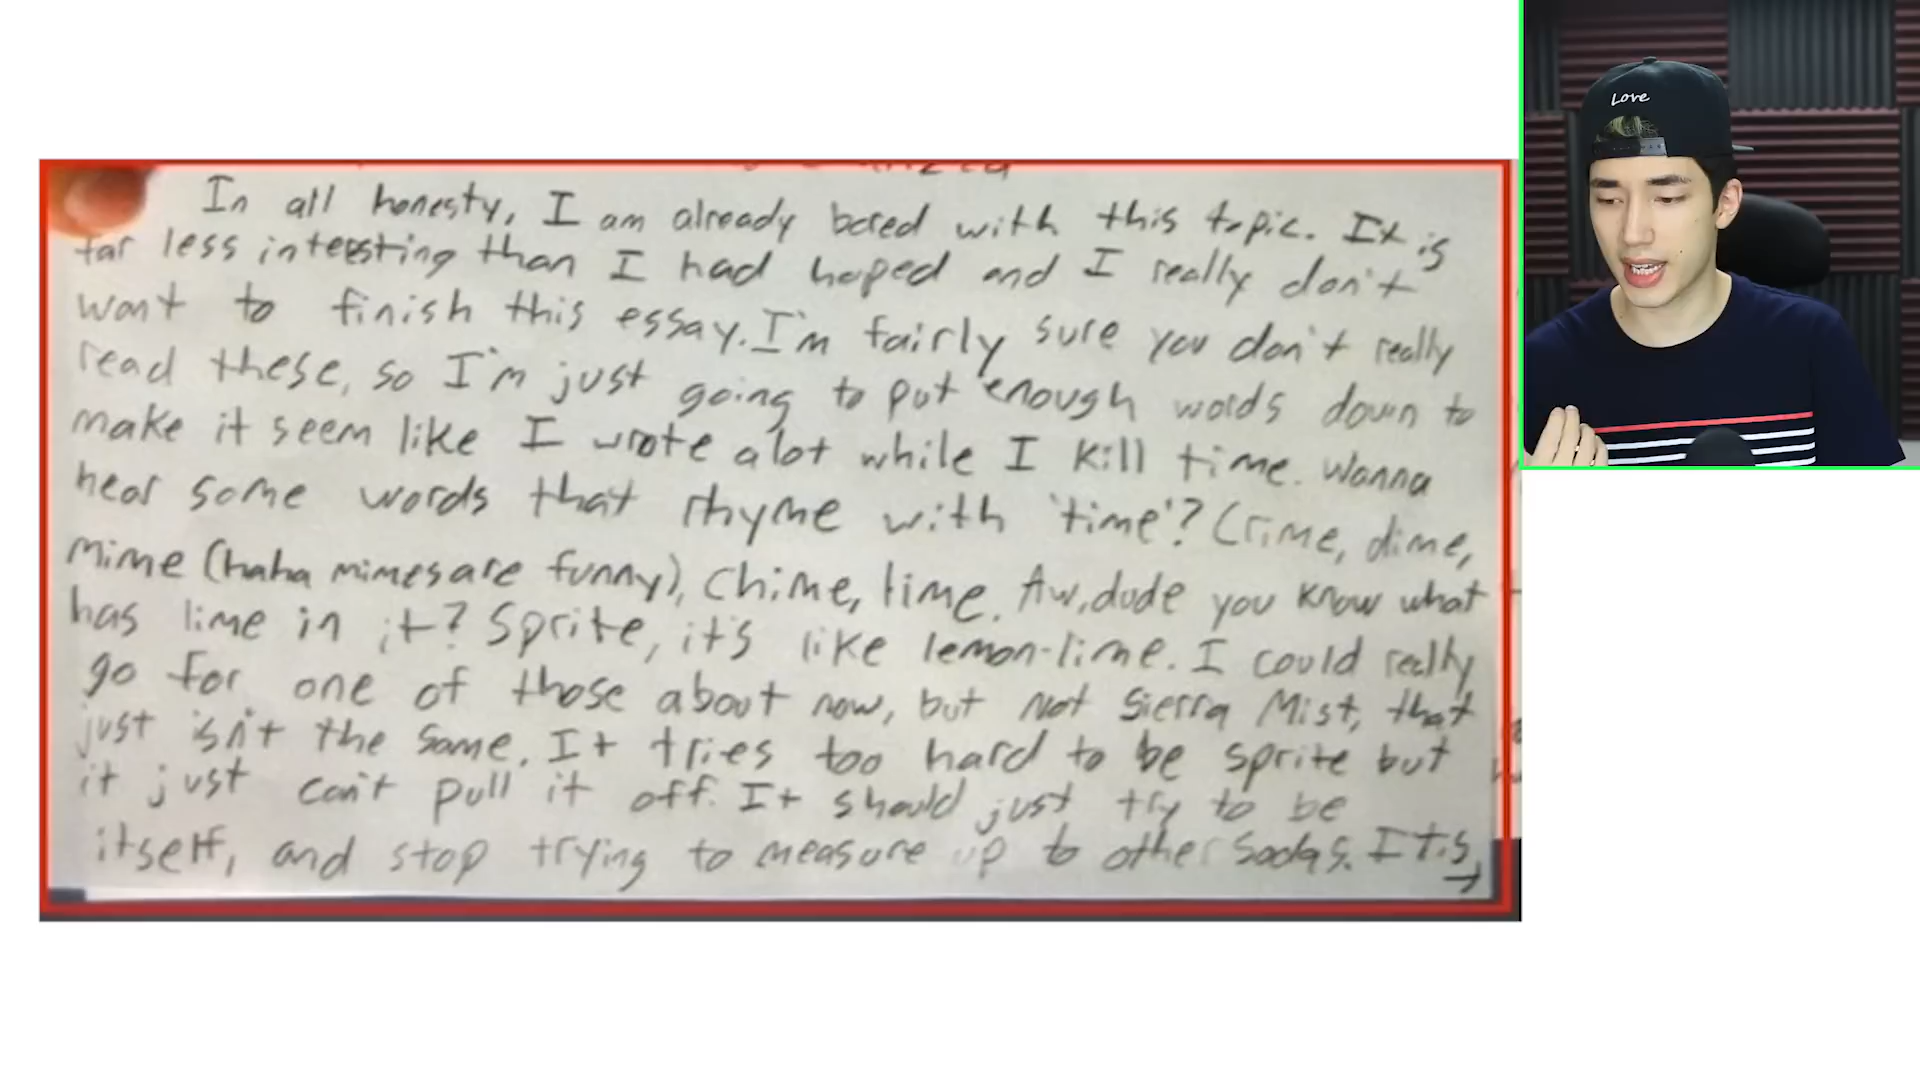 In all honesty, I am already bored with this topic. It is
far less interesting than I had hoped and I really don't
want to finish this essay. I'm fairly sure you don't really
read these, so I'm just going to put enough words down to
make it seem like I wrote alot while I kill time. Wanna
hear some words that rhyme with 'time'? Crime, dime,
mime (haha mimes are funny), Chime, lime. Aw, dude you know what
has lime in it? Sprite, it's like lemon-lime. I could really
go for one of those about now, but not Sierra Mist, that
just isn't the same. It tries too hard to be sprite but
it just can't pull it off. It should just try to be
itself, and stop trying to measure up to other sodas. It is
Love